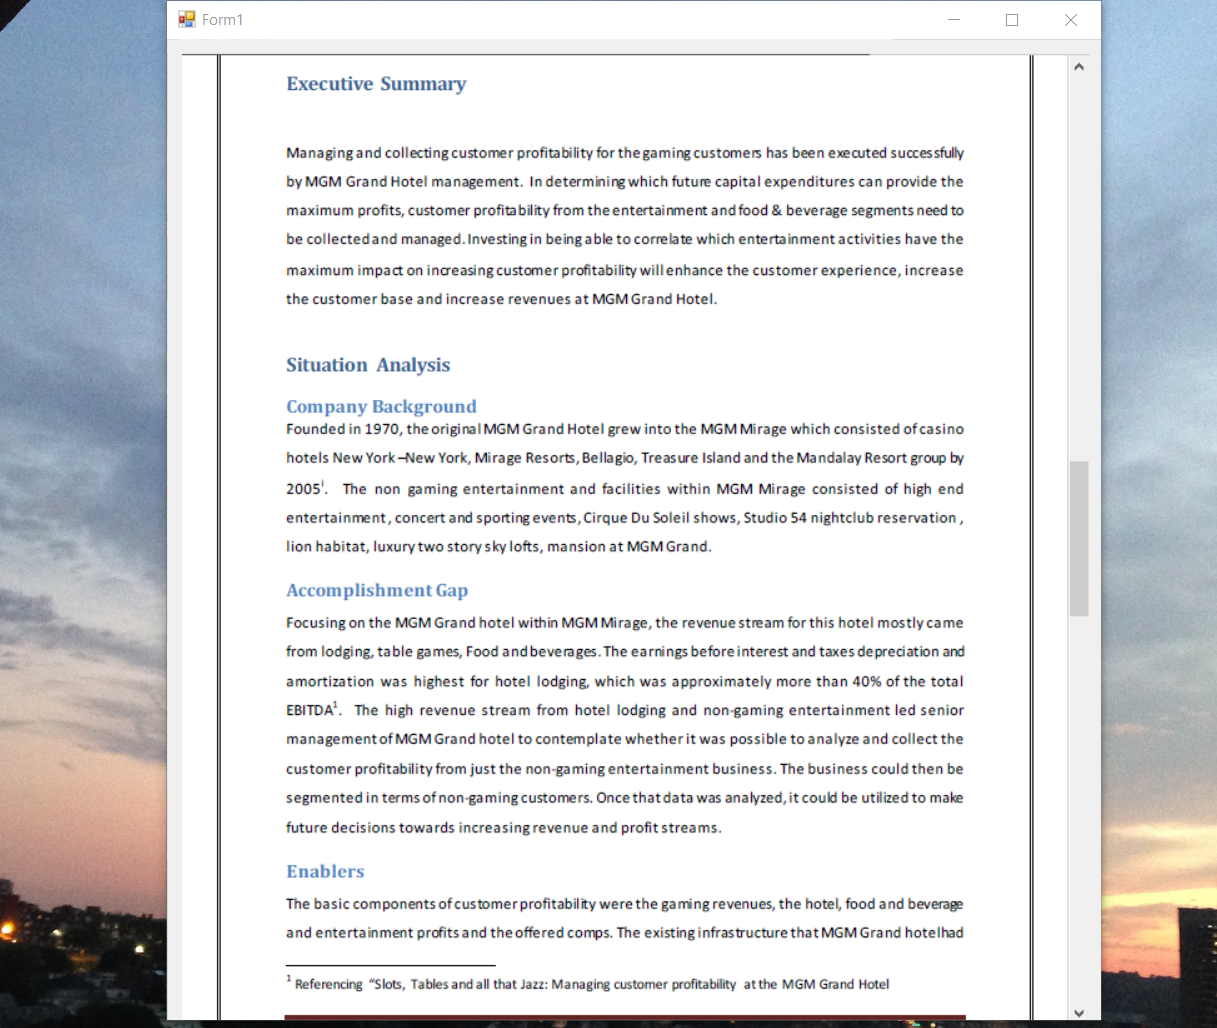 Form1
Executive Summary
Managing and collecting customer profitability for the gaming customers has been executed successfully
by MGM Grand Hotel management. In determining which future capital expenditures can provide the
maximum profits, customer profitability from the entertainment and food & beverage segments need to
be collected and managed. Investing in being able to correlate which entertainment activities have the
maximum impact on increasing customer profitability will enhance the customer experience, increase
the customer base and increase revenues at MGM Grand Hotel.
Situation Analysis
Company Background
Founded in 1970, the original MGM Grand Hotel grew into the MGM Mirage which consisted of casino
hotels New York –New York, Mirage Resorts, Bellagio, Treasure Island and the Mandalay Resort group by
2005ⁱ. The non gaming entertainment and facilities within MGM Mirage consisted of high end
entertainment , concert and sporting events, Cirque Du Soleil shows, Studio 54 nightclub reservation ,
lion habitat, luxury two story sky lofts, mansion at MGM Grand.
Accomplishment Gap
Focusing on the MGM Grand hotel within MGM Mirage, the revenue stream for this hotel mostly came
from lodging, table games, Food and beverages. The earnings before interest and taxes depreciation and
amortization was highest for hotel lodging, which was approximately more than 40% of the total
EBITDA¹. The high revenue stream from hotel lodging and non-gaming entertainment led senior
management of MGM Grand hotel to contemplate whether it was possible to analyze and collect the
customer profitability from just the non-gaming entertainment business. The business could then be
segmented in terms of non-gaming customers. Once that data was analyzed, it could be utilized to make
future decisions towards increasing revenue and profit streams.
Enablers
The basic components of customer profitability were the gaming revenues, the hotel, food and beverage
and entertainment profits and the offered comps. The existing infrastructure that MGM Grand hotel had
¹ Referencing “Slots, Tables and all that Jazz: Managing customer profitability at the MGM Grand Hotel